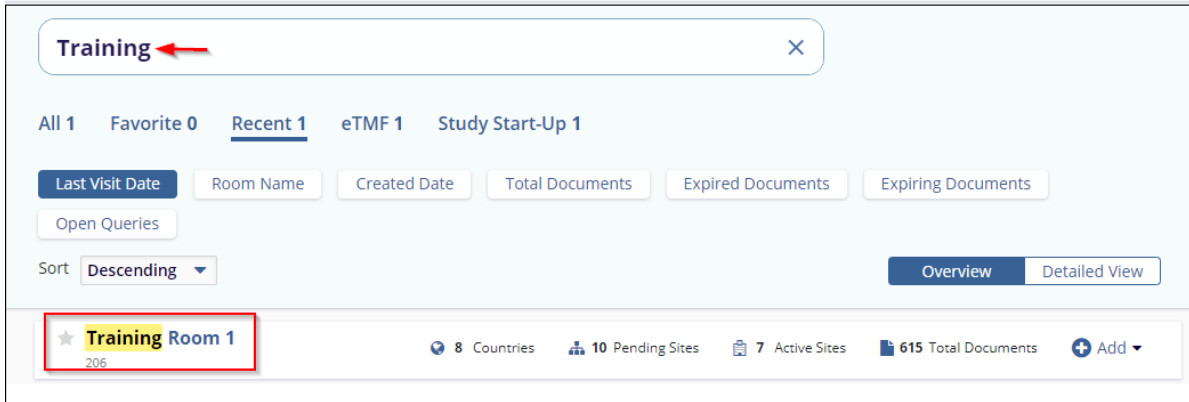 Training
All 1 Favorite 0 Recent 1 eTMF 1 Study Start-Up 1
Last Visit Date Room Name Created Date Total Documents Expired Documents Expiring Documents
Open Queries
Sort Descending Overview Detailed View
Training Room 1 8 Countries 10 Pending Sites 7 Active Sites 615 Total Documents Add
206